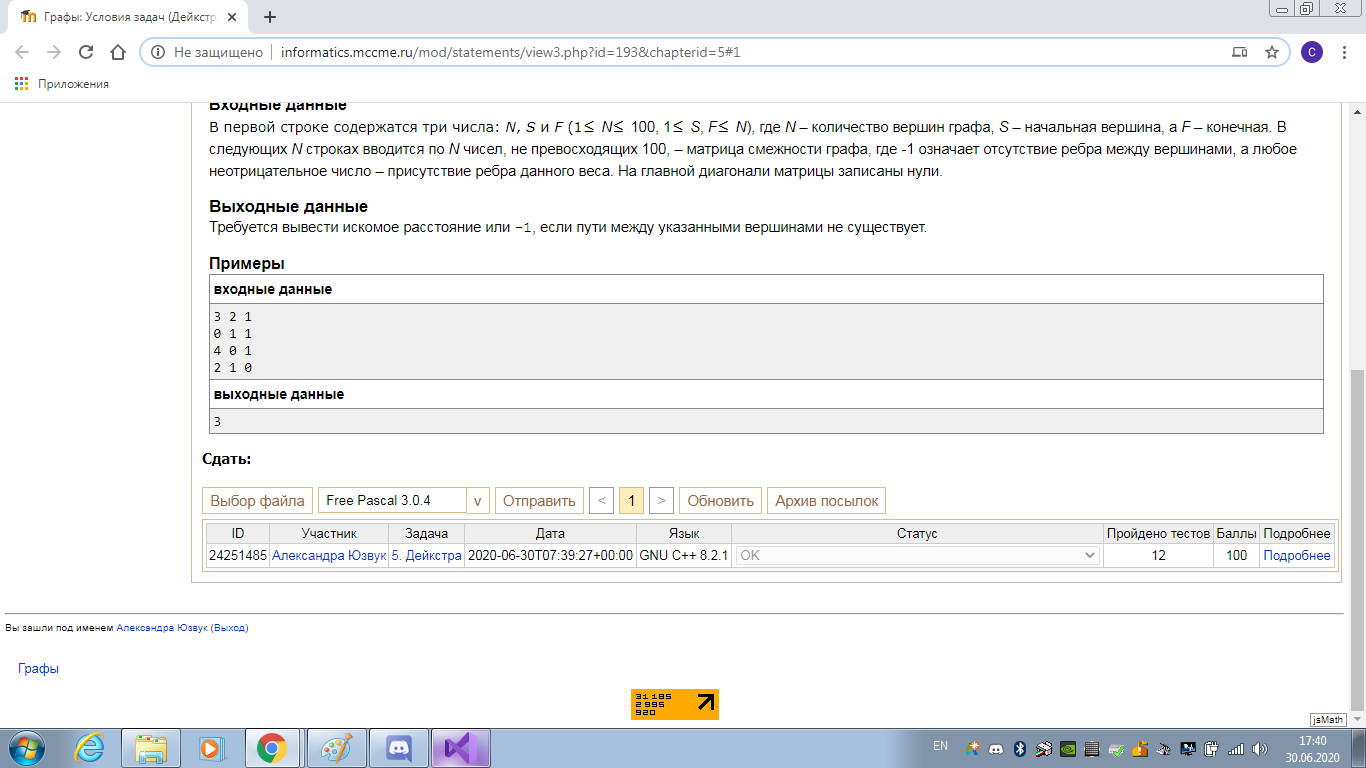 Графы: Условия задач (Дейкстр
Не защищено
informatics.mccme.ru/mod/statements/view3.php?id=193&chapterid=5#1
C
Приложения
Входные данные
В первой строке содержатся три числа: N, S и F (1≤ N≤ 100, 1≤ S, F≤ N), где N – количество вершин графа, S – начальная вершина, а F – конечная. В
следующих N строках вводится по N чисел, не превосходящих 100, – матрица смежности графа, где -1 означает отсутствие ребра между вершинами, а любое
неотрицательное число – присутствие ребра данного веса. На главной диагонали матрицы записаны нули.
Выходные данные
Требуется вывести искомое расстояние или -1, если пути между указанными вершинами не существует.
Примеры
входные данные
3 2 1
0 1 1
4 0 1
2 1 0
выходные данные
3
Сдать:
Выбор файла Free Pascal 3.0.4 v Отправить < 1 > Обновить Архив посылок
ID Участник Задача Дата Язык Статус Пройдено тестов Баллы Подробнее
24251485 Александра Юзвук 5. Дейкстра 2020-06-30T07:39:27+00:00 GNU C++ 8.2.1 OK 12 100 Подробнее
Вы зашли под именем Александра Юзвук (Выход)
Графы
31 185
2 995
920
jsMath
EN
17:40
30.06.2020